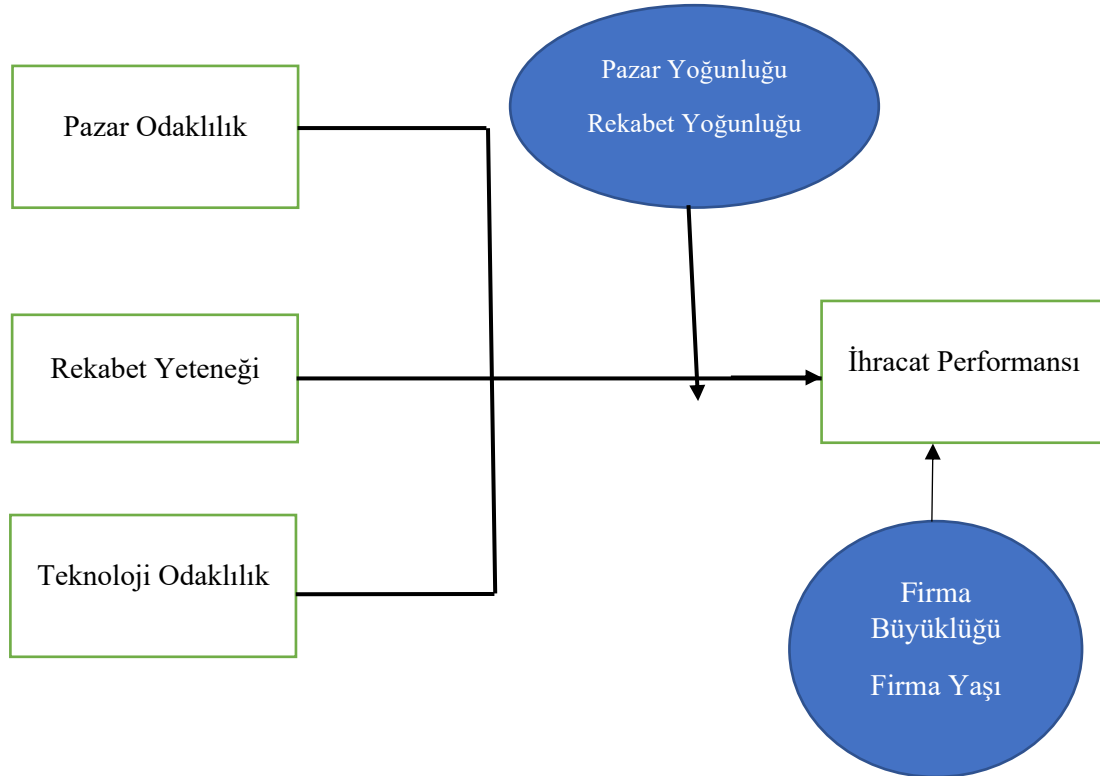 Pazar Yoğunluğu
Rekabet Yoğunluğu
Pazar Odaklılık
Rekabet Yeteneği
İhracat Performansı
Teknoloji Odaklılık
Firma
Büyüklüğü
Firma Yaşı